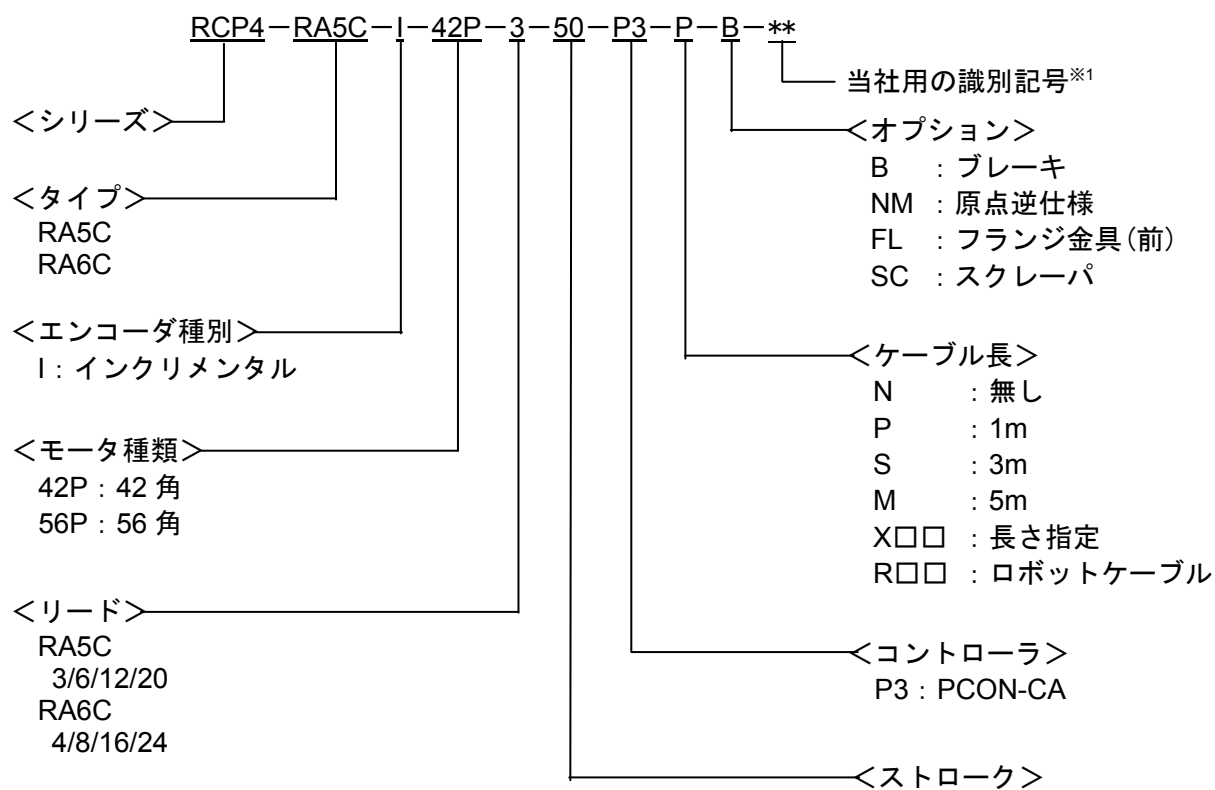 RCP4-RA5C-I-42P-3-50-P3-P-B-**
当社用の識別記号※1
<シリーズ>
<オプション>
B : ブレーキ
NM : 原点逆仕様
FL : フランジ金具(前)
SC : スクレーパ
<タイプ>
RA5C
RA6C
<エンコーダ種別>
I : インクリメンタル
<ケーブル長>
N : 無し
P : 1m
S : 3m
M : 5m
X□□ : 長さ指定
R□□ : ロボットケーブル
<モータ種類>
42P : 42 角
56P : 56 角
<リード>
RA5C
3/6/12/20
RA6C
4/8/16/24
<コントローラ>
P3 : PCON-CA
<ストローク>